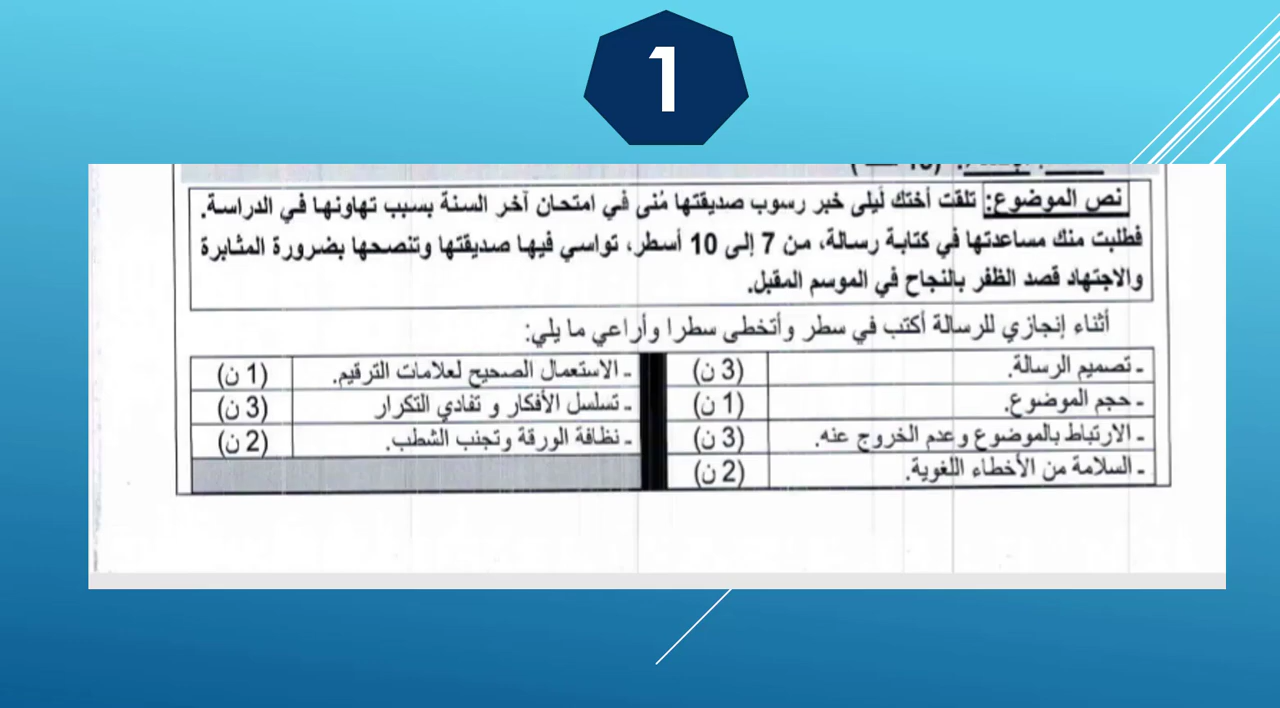 1
نص الموضوع: تلقت أختك ليلى خبر رسوب صديقتها مُنى في امتحان آخر السنة بسبب تهاونها في الدراسة.
فطلبت منك مساعدتها في كتابة رسالة، من 7 إلى 10 أسطر، تواسي فيها صديقتها وتنصحها بضرورة المثابرة
والاجتهاد قصد الظفر بالنجاح في الموسم المقبل.
أثناء إنجازي للرسالة أكتب في سطر وأتخطى سطرا وأراعي ما يلي:
- تصميم الرسالة. (3 ن) - الاستعمال الصحيح لعلامات الترقيم. (1 ن)
- حجم الموضوع. (1 ن) - تسلسل الأفكار و تفادي التكرار (3 ن)
- الارتباط بالموضوع وعدم الخروج عنه. (3 ن) - نظافة الورقة وتجنب الشطب. (2 ن)
- السلامة من الأخطاء اللغوية. (2 ن)